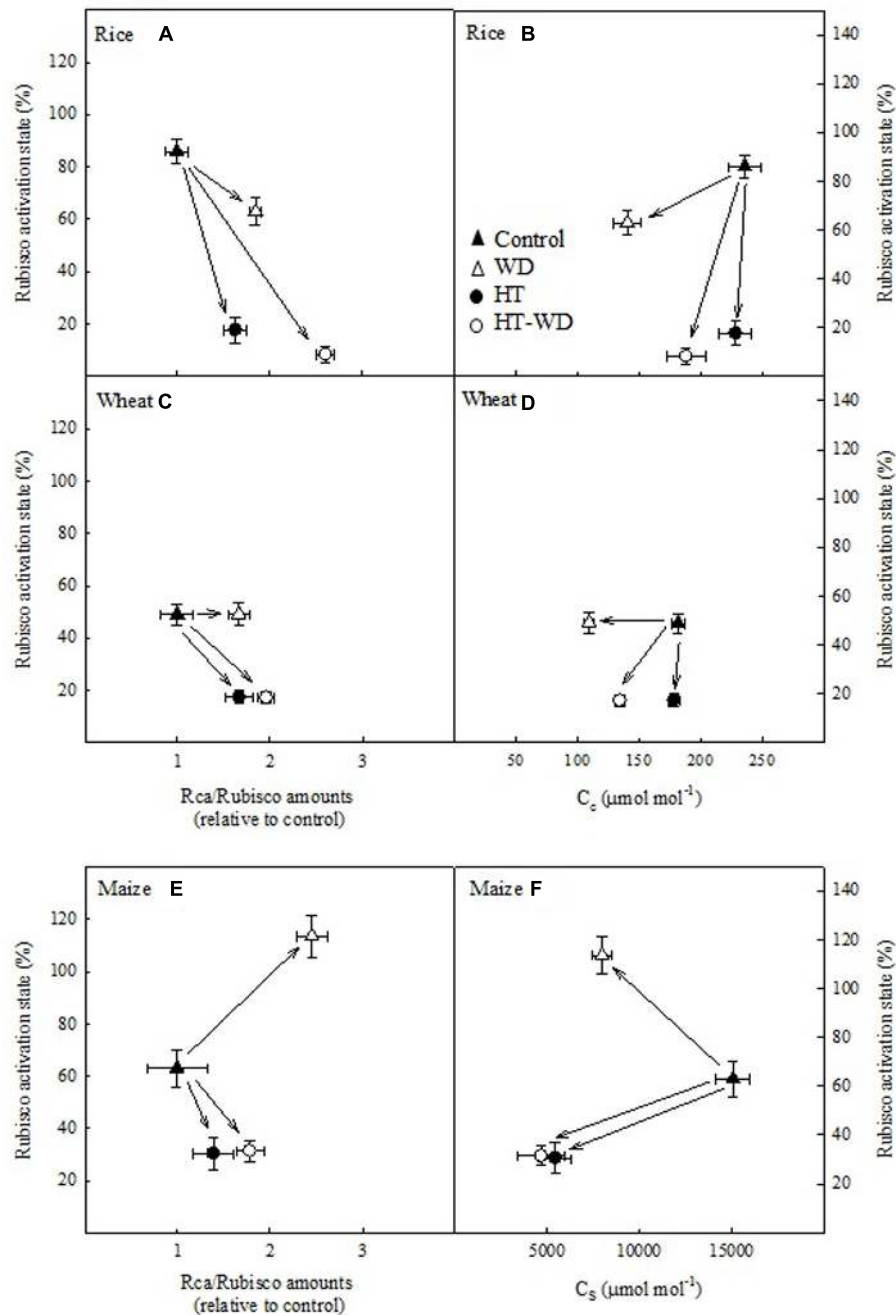 Rice A
Rice B
120
100
80
60
40
20
Rubisco activation state (%)
140
120
100
80
60
40
20
Rubisco activation state (%)
Control
WD
HT
HT-WD
Wheat C
Wheat D
120
100
80
60
40
20
Rubisco activation state (%)
140
120
100
80
60
40
20
Rubisco activation state (%)
1 2 3
Rca/Rubisco amounts
(relative to control)
50 100 150 200 250
Cc (μmol mol⁻¹)
Maize E
Maize F
120
100
80
60
40
20
Rubisco activation state (%)
140
120
100
80
60
40
20
Rubisco activation state (%)
1 2 3
Rca/Rubisco amounts
(relative to control)
5000 10000 15000
CS (μmol mol⁻¹)